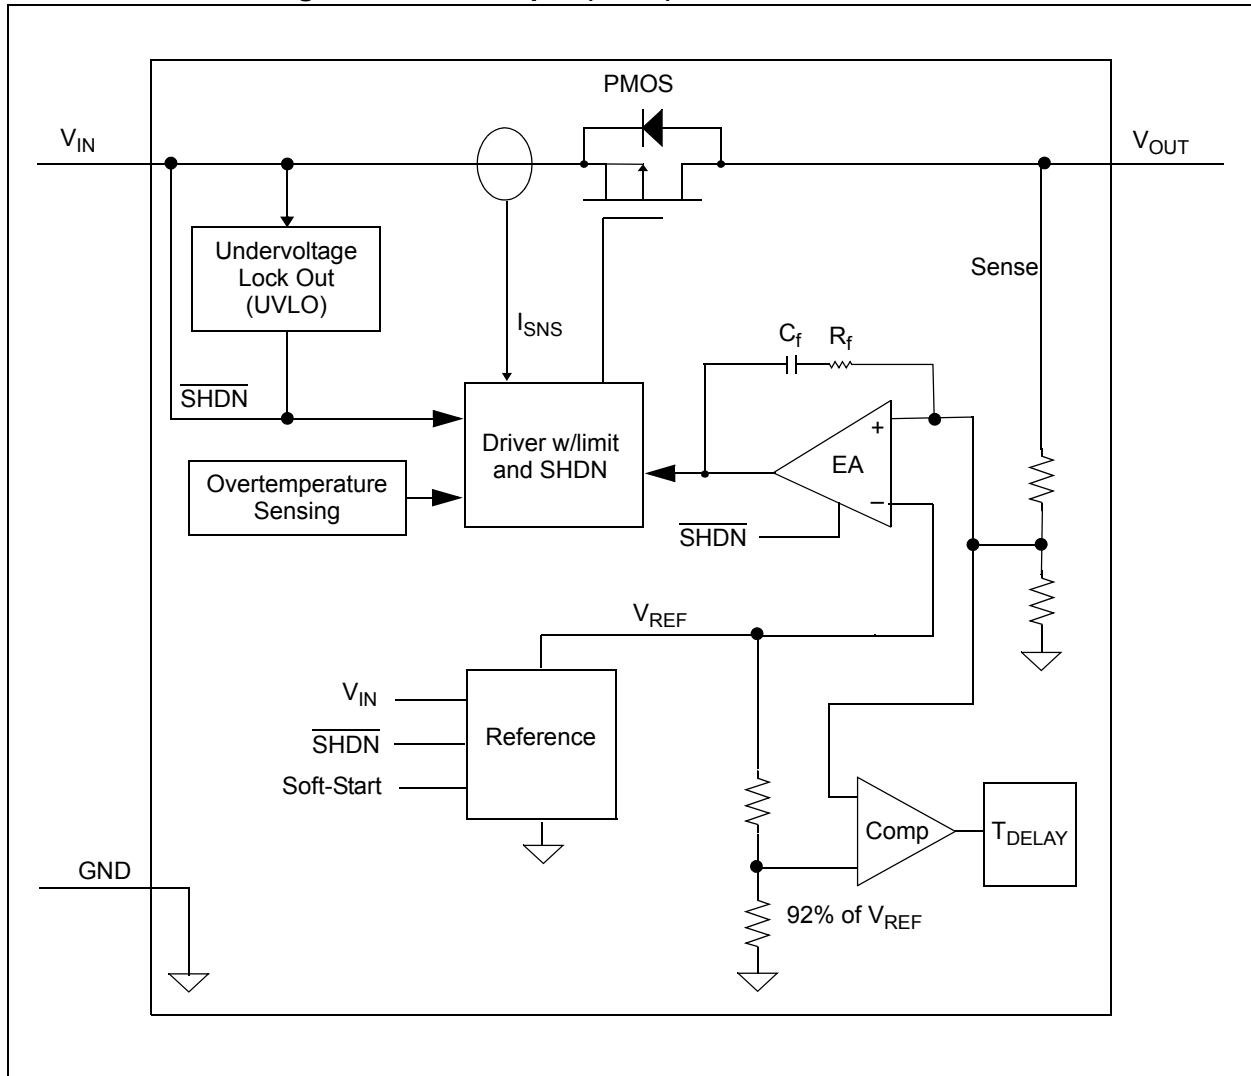 PMOS
V_IN
V_OUT
Undervoltage
Lock Out
(UVLO)
Sense
I_SNS
C_f
R_f
SHDN
+
Driver w/limit
and SHDN
EA
Overtemperature
Sensing
−
SHDN
V_REF
V_IN
SHDN
Reference
Soft-Start
Comp
T_DELAY
GND
92% of V_REF